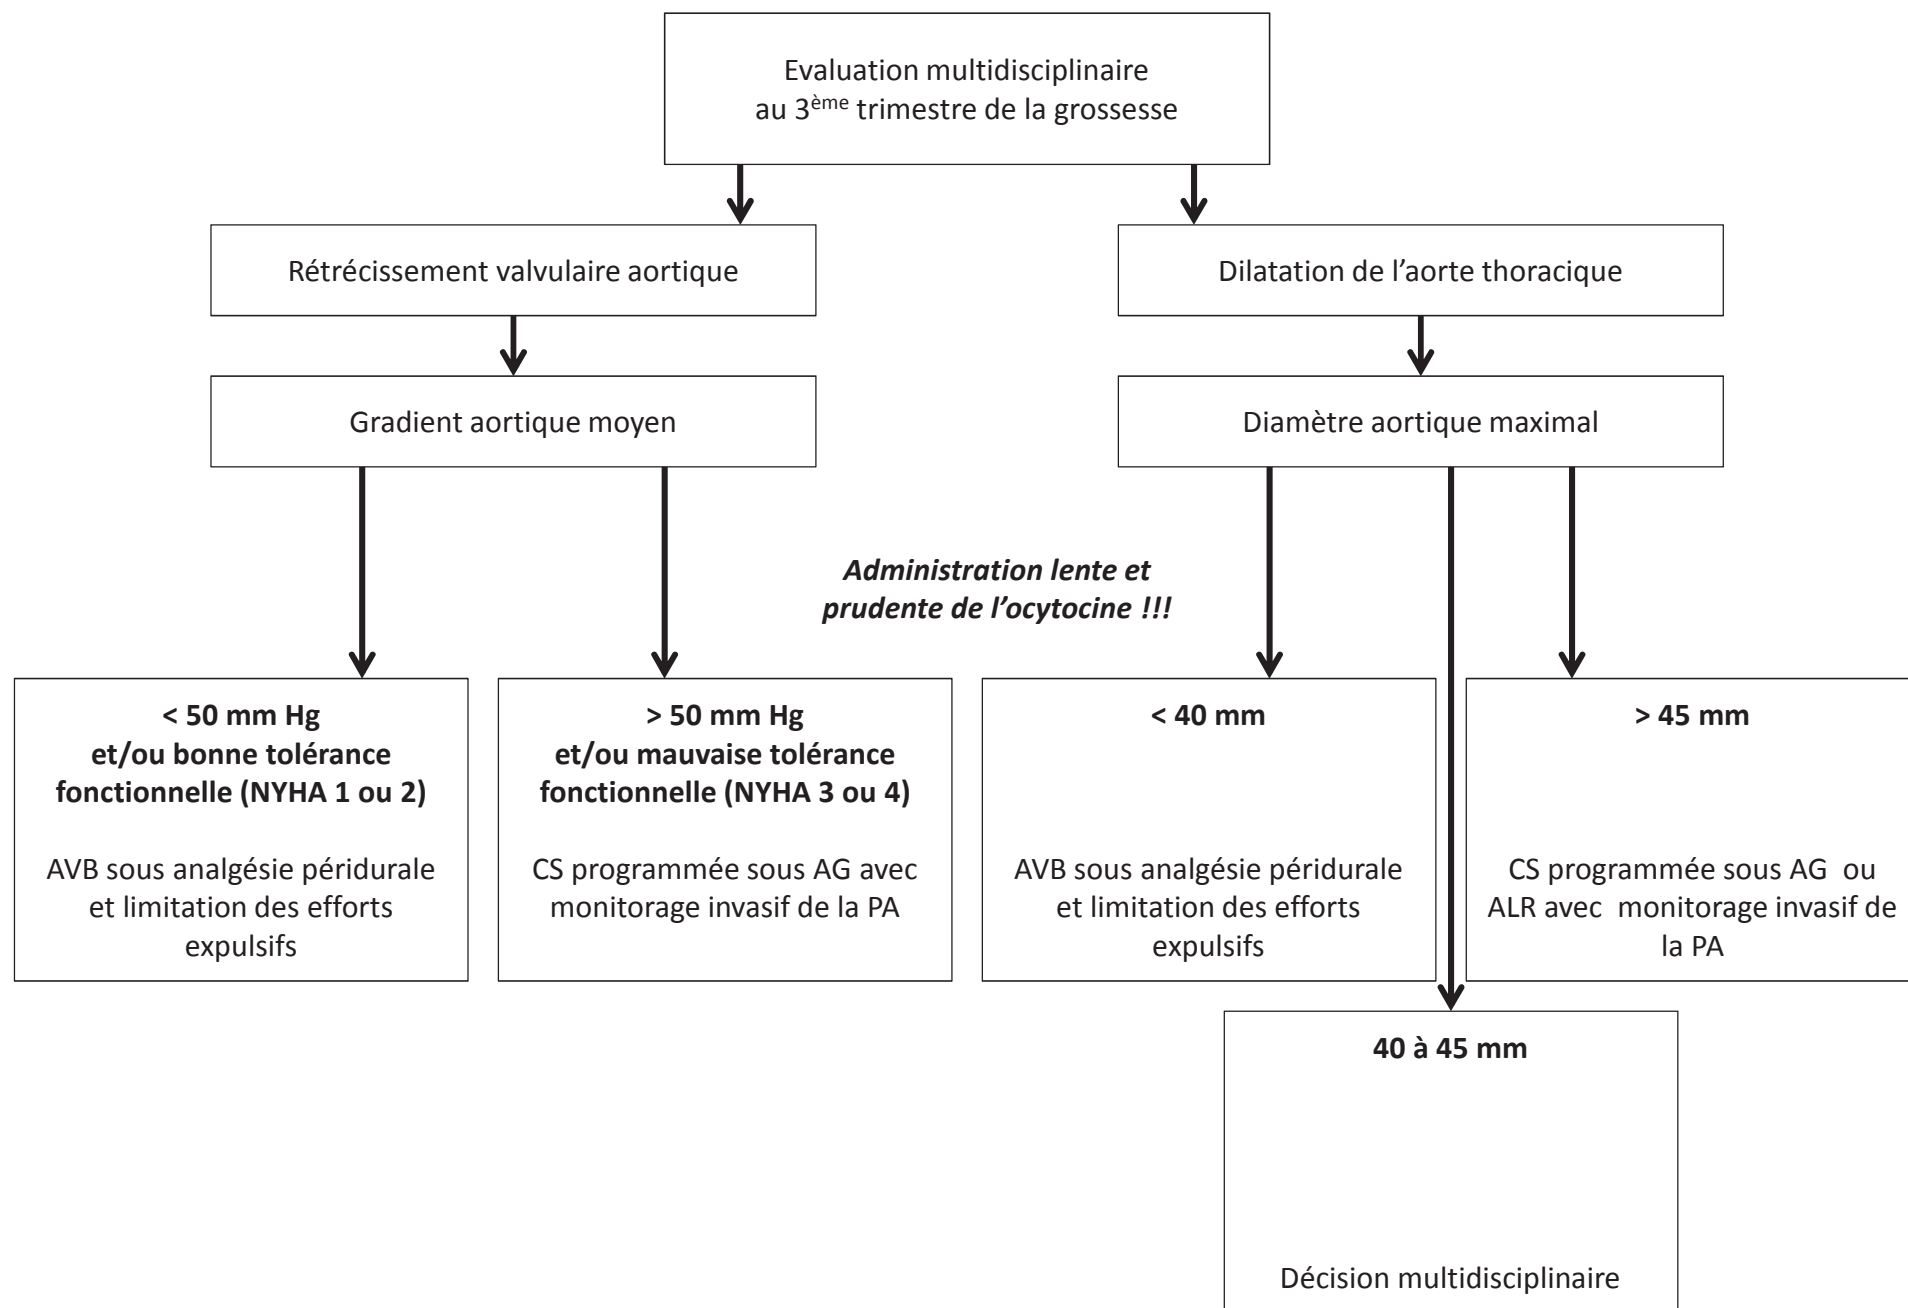 Evaluation multidisciplinaire
au 3ème trimestre de la grossesse
Rétrécissement valvulaire aortique
Dilatation de l’aorte thoracique
Gradient aortique moyen
Diamètre aortique maximal
Administration lente et
prudente de l’ocytocine !!!
< 50 mm Hg
et/ou bonne tolérance
fonctionnelle (NYHA 1 ou 2)
AVB sous analgésie péridurale
et limitation des efforts
expulsifs
> 50 mm Hg
et/ou mauvaise tolérance
fonctionnelle (NYHA 3 ou 4)
CS programmée sous AG avec
monitorage invasif de la PA
< 40 mm
AVB sous analgésie péridurale
et limitation des efforts
expulsifs
> 45 mm
CS programmée sous AG ou
ALR avec monitorage invasif de
la PA
40 à 45 mm
Décision multidisciplinaire